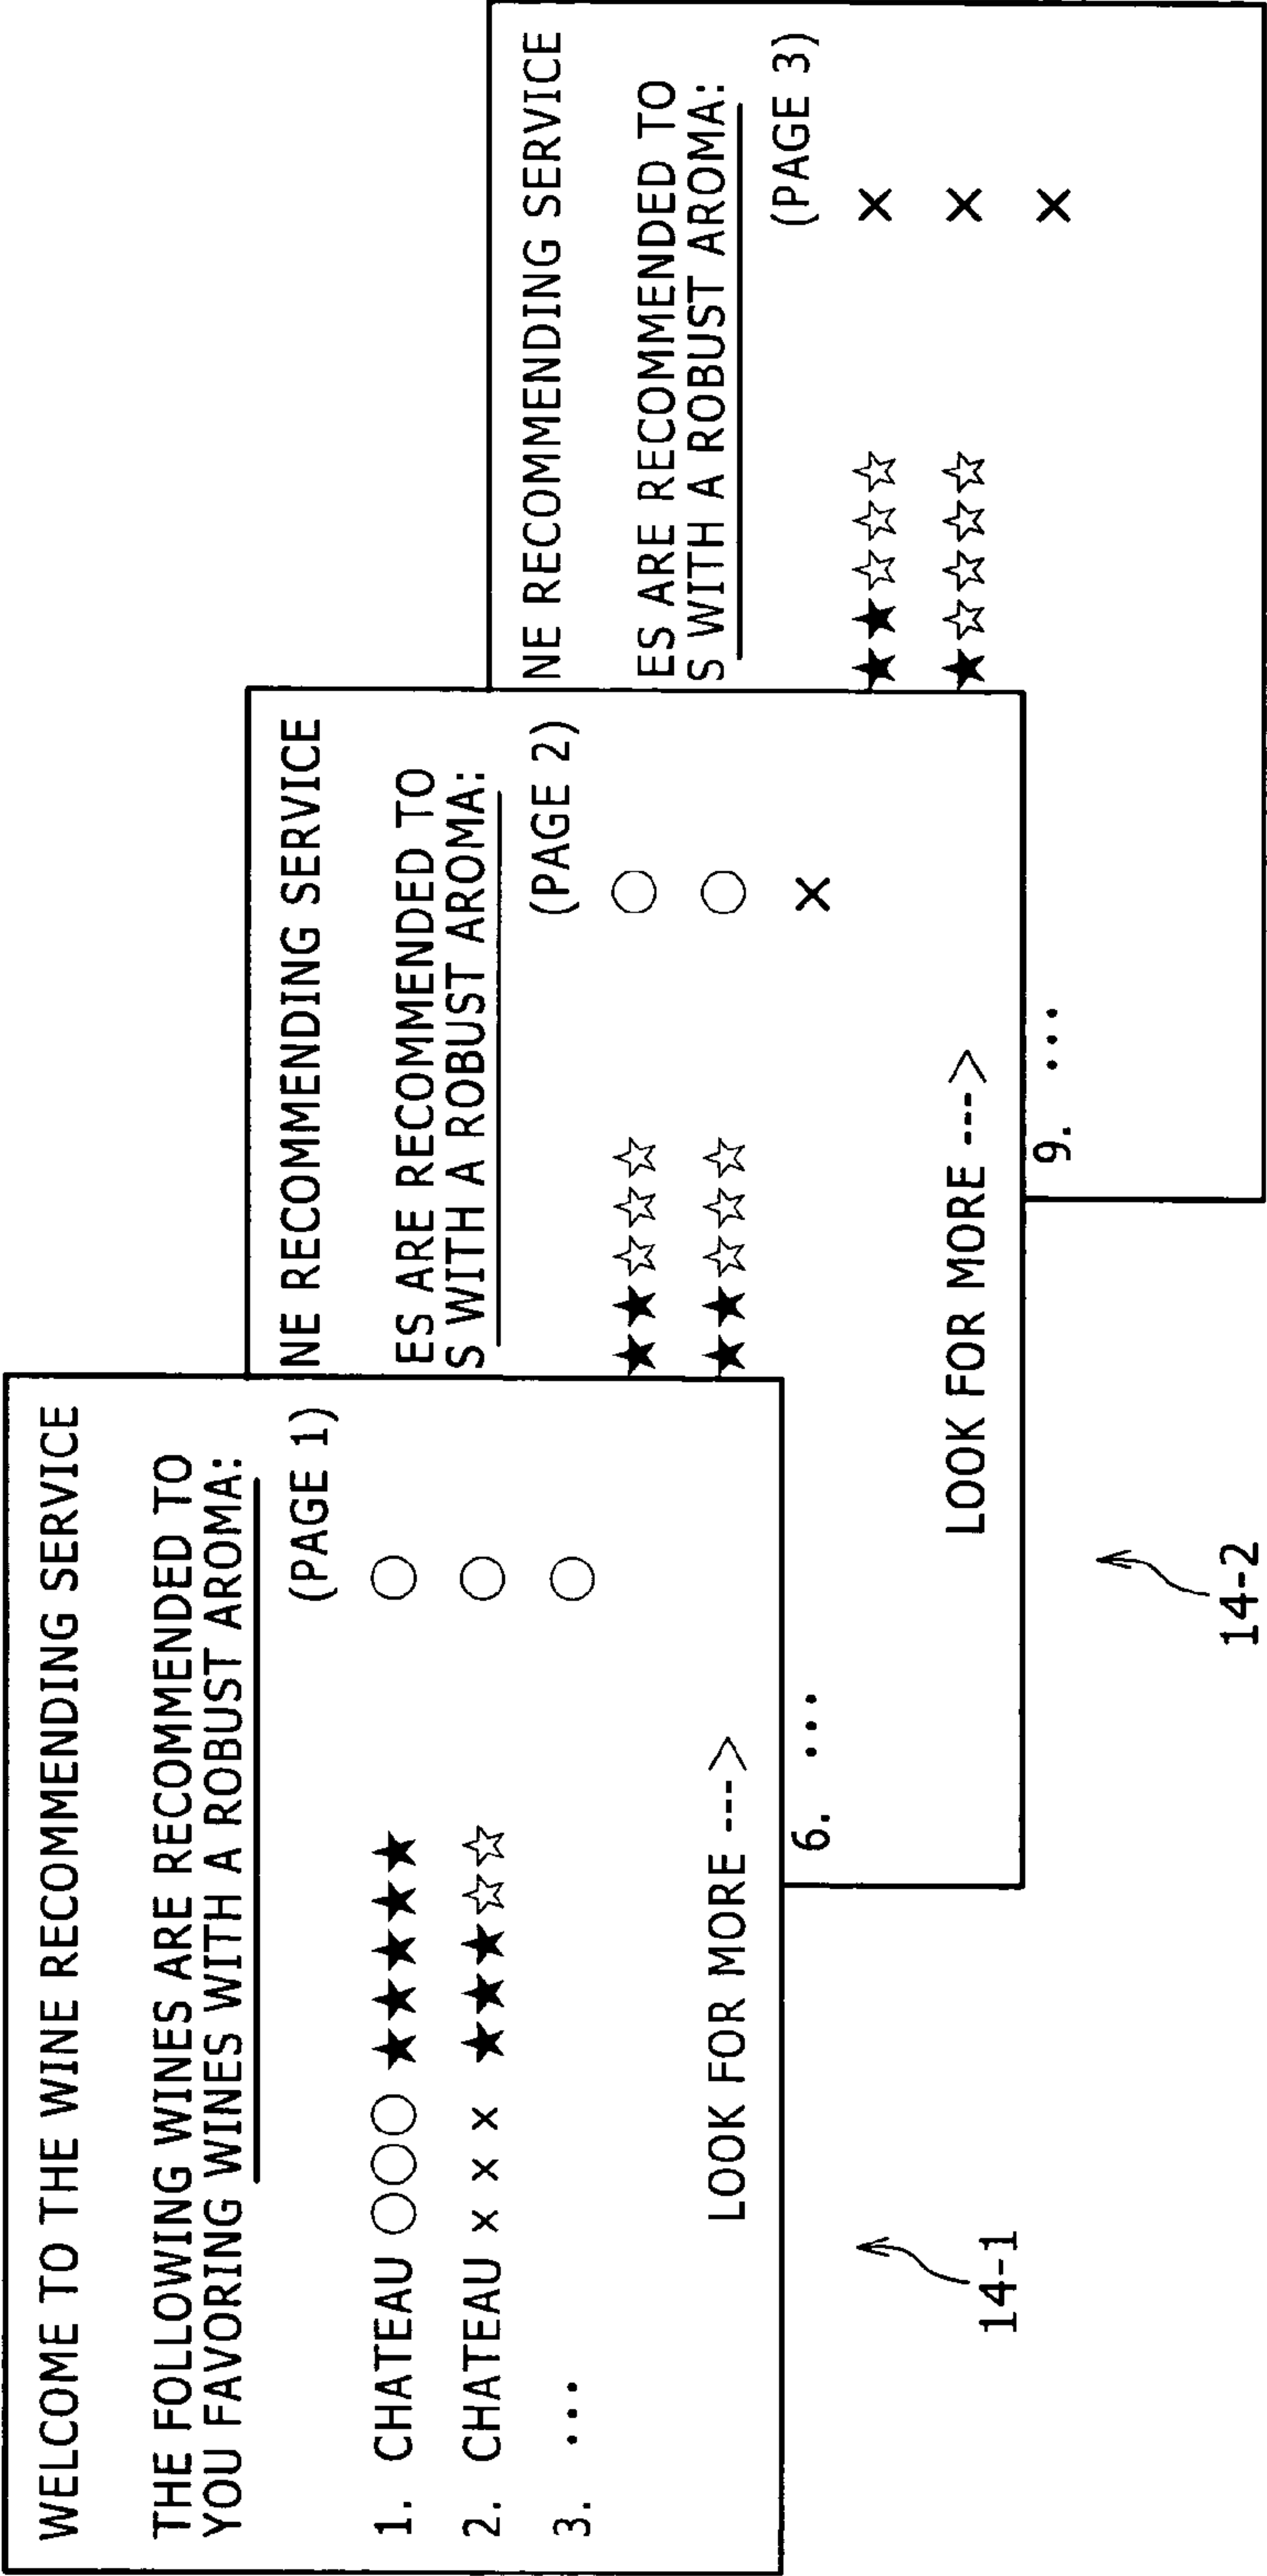 WELCOME TO THE WINE RECOMMENDING SERVICE
THE FOLLOWING WINES ARE RECOMMENDED TO
YOU FAVORING WINES WITH A ROBUST AROMA:
(PAGE 1)
1. CHATEAU ○○○ ★★★★★ ○
2. CHATEAU x x x ★★★☆☆ ○
3. ... ○
LOOK FOR MORE --->
14-1
NE RECOMMENDING SERVICE
ES ARE RECOMMENDED TO
S WITH A ROBUST AROMA:
(PAGE 2)
★★☆☆☆ ○
★★☆☆☆ ○
6. ... ×
LOOK FOR MORE --->
14-2
NE RECOMMENDING SERVICE
ES ARE RECOMMENDED TO
S WITH A ROBUST AROMA:
(PAGE 3)
★★☆☆☆ ×
★☆☆☆☆ ×
9. ... ×